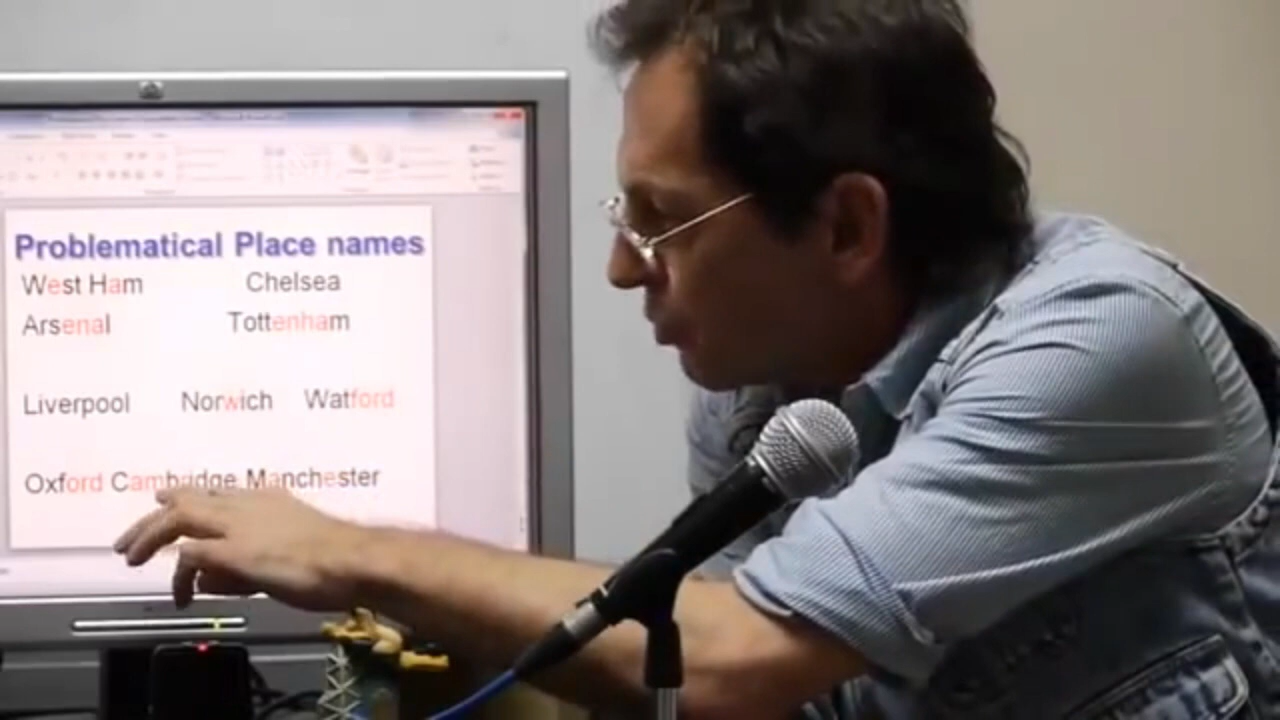 Problematical Place names
West Ham Chelsea
Arsenal Tottenham
Liverpool Norwich Watford
Oxford Cambridge Manchester